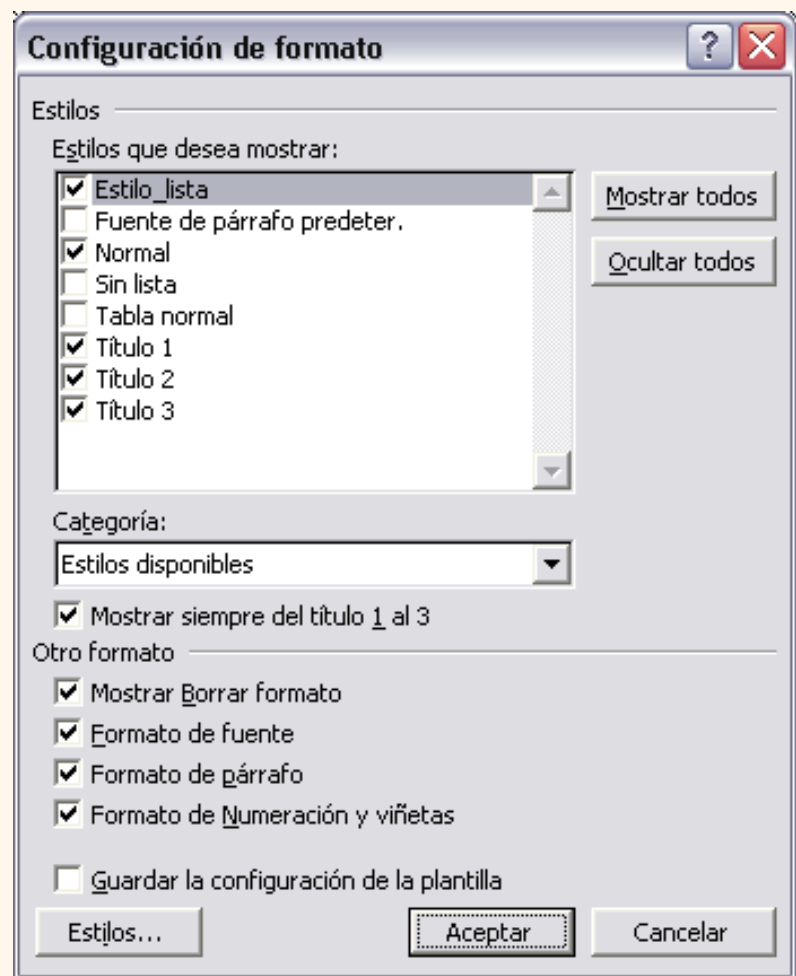 Configuración de formato
Estilos
Estilos que desea mostrar:
Estilo_lista
Fuente de párrafo predeter.
Normal
Sin lista
Tabla normal
Título 1
Título 2
Título 3
Mostrar todos
Ocultar todos
Categoría:
Estilos disponibles
Mostrar siempre del título 1 al 3
Otro formato
Mostrar Borrar formato
Formato de fuente
Formato de párrafo
Formato de Numeración y viñetas
Guardar la configuración de la plantilla
Estilos...
Aceptar
Cancelar